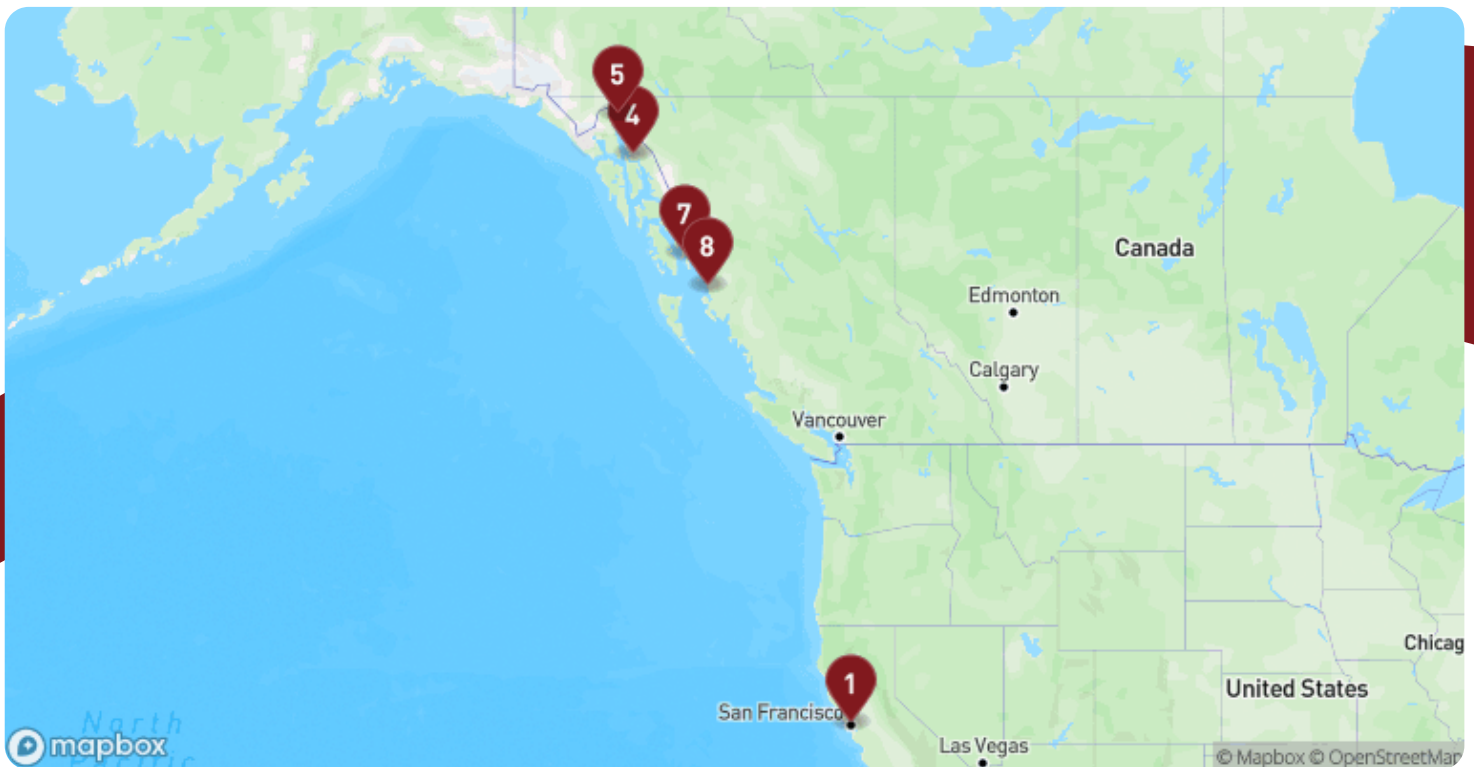 5
4
7
8
Canada
Edmonton
Calgary
Vancouver
Chicag
1
United States
San Francisco
North
Pacific
mapbox
Las Vegas
© Mapbox © OpenStreetMap